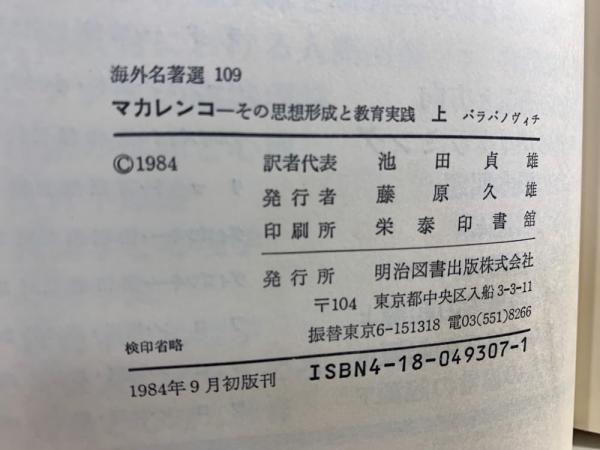 海外名著選 109
マカレンコ―その思想形成と教育実践 上 バラバノヴィチ
©1984 訳者代表 池田貞雄
発行者 藤原久雄
印刷所 栄泰印書舘
発行所 明治図書出版株式会社
〒104 東京都中央区入船3-3-11
振替東京6-151318 電03(551)8266
検印省略
1984年9月初版刊 ISBN4-18-049307-1